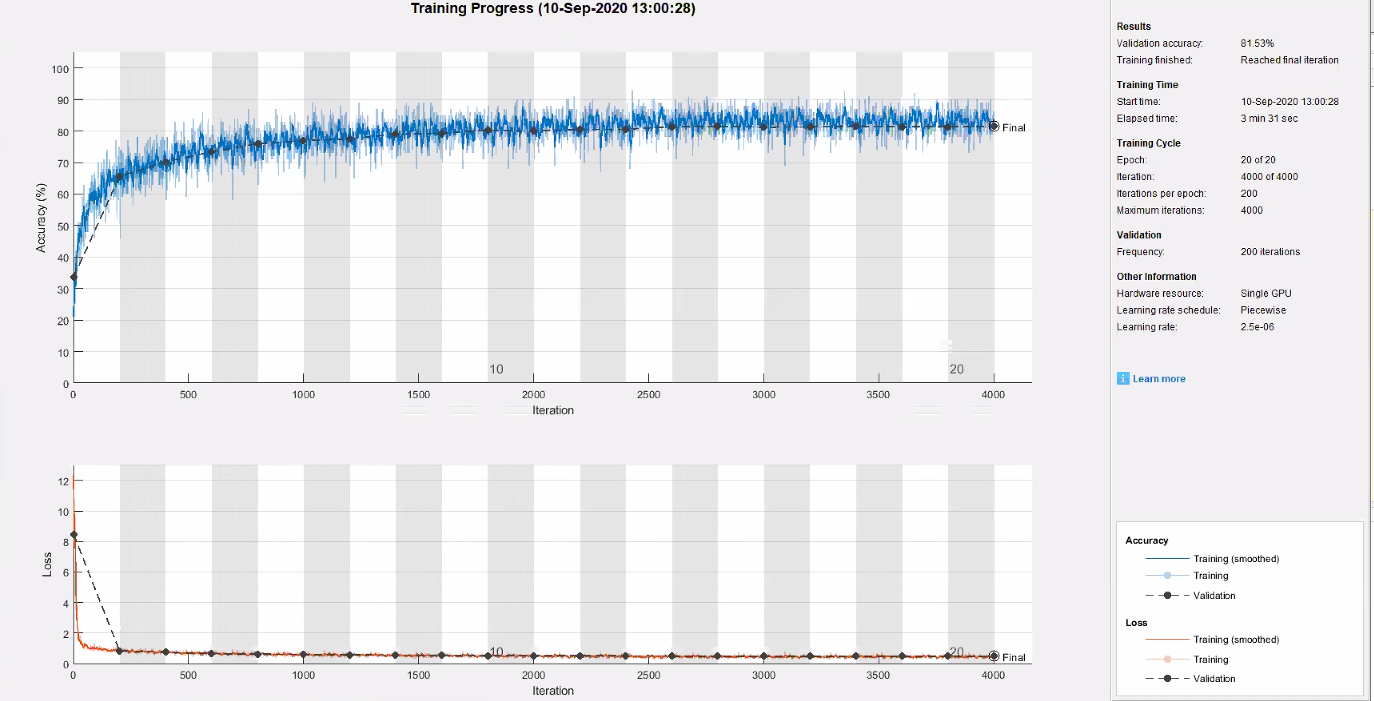 Training Progress (10-Sep-2020 13:00:28)
100
90
80
70
60
50
40
30
20
10
0
Accuracy (%)
Final
10
20
0 500 1000 1500 2000 2500 3000 3500 4000
Iteration
12
10
8
6
4
2
0
Loss
10
20
Final
0 500 1000 1500 2000 2500 3000 3500 4000
Iteration
Results
Validation accuracy: 81.53%
Training finished: Reached final iteration
Training Time
Start time: 10-Sep-2020 13:00:28
Elapsed time: 3 min 31 sec
Training Cycle
Epoch: 20 of 20
Iteration: 4000 of 4000
Iterations per epoch: 200
Maximum iterations: 4000
Validation
Frequency: 200 iterations
Other Information
Hardware resource: Single GPU
Learning rate schedule: Piecewise
Learning rate: 2.5e-06
i Learn more
Accuracy
Training (smoothed)
Training
Validation
Loss
Training (smoothed)
Training
Validation